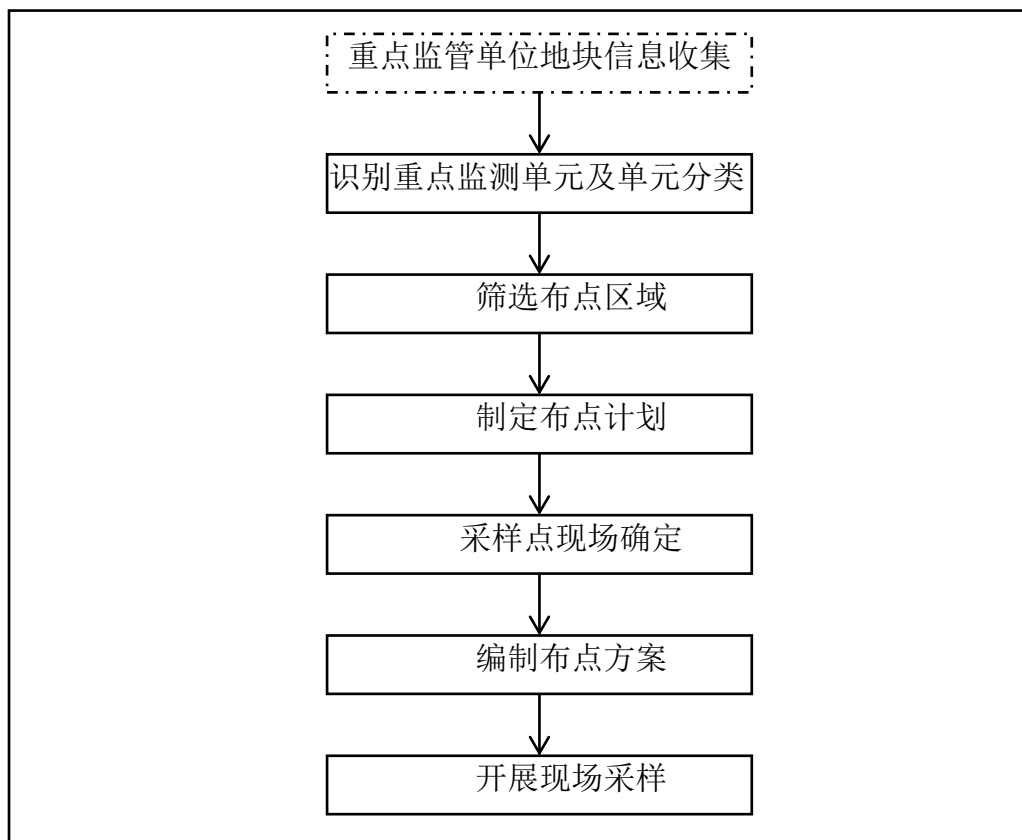 重点监管单位地块信息收集
识别重点监测单元及单元分类
筛选布点区域
制定布点计划
采样点现场确定
编制布点方案
开展现场采样